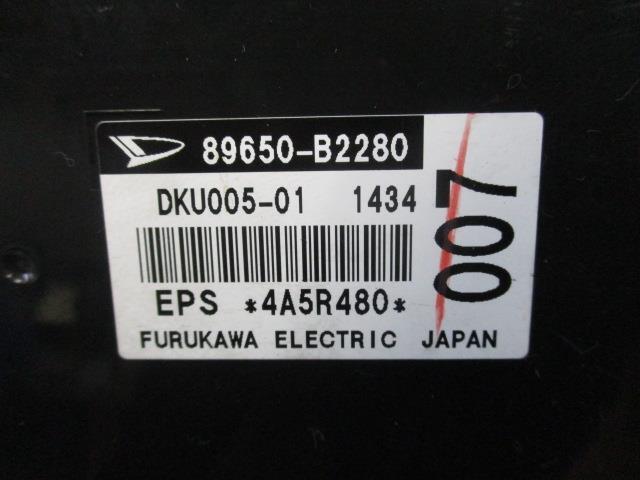 89650-B2280
DKU005-01 1434
EPS *4A5R480*
FURUKAWA ELECTRIC JAPAN
007